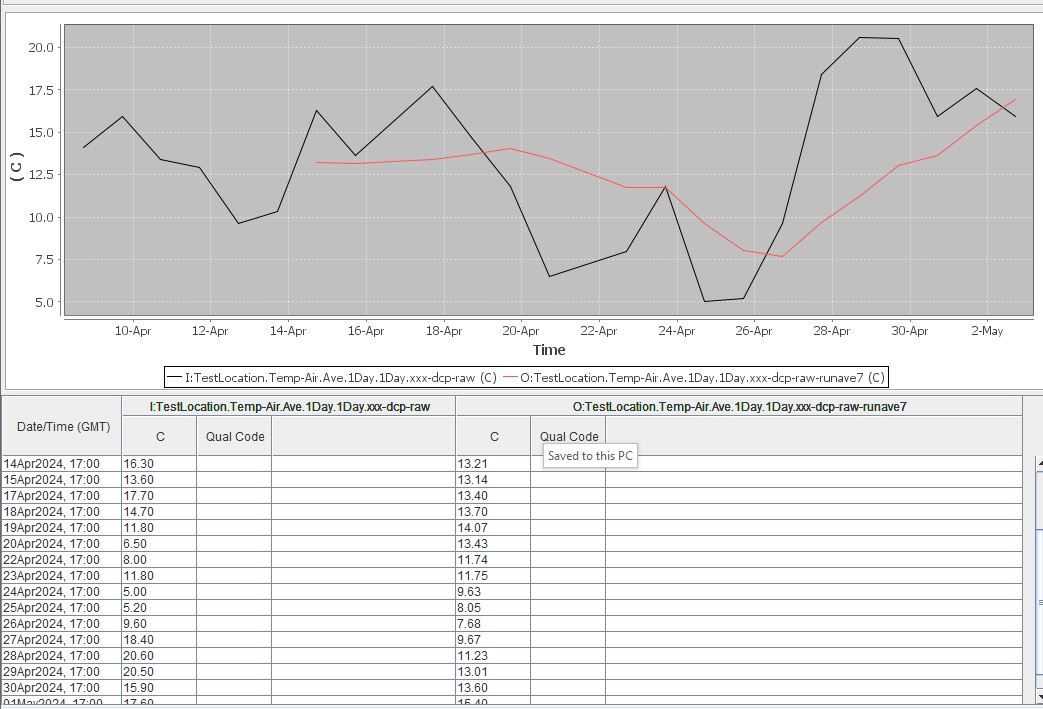 20.0
17.5
15.0
12.5
10.0
7.5
5.0
( C )
10-Apr 12-Apr 14-Apr 16-Apr 18-Apr 20-Apr 22-Apr 24-Apr 26-Apr 28-Apr 30-Apr 2-May
Time
I:TestLocation.Temp-Air.Ave.1Day.1Day.xxx-dcp-raw (C) O:TestLocation.Temp-Air.Ave.1Day.1Day.xxx-dcp-raw-runave7 (C)
I:TestLocation.Temp-Air.Ave.1Day.1Day.xxx-dcp-raw O:TestLocation.Temp-Air.Ave.1Day.1Day.xxx-dcp-raw-runave7
Date/Time (GMT) C Qual Code C Qual Code
Saved to this PC
14Apr2024, 17:00 16.30 13.21
15Apr2024, 17:00 13.60 13.14
17Apr2024, 17:00 17.70 13.40
18Apr2024, 17:00 14.70 13.70
19Apr2024, 17:00 11.80 14.07
20Apr2024, 17:00 6.50 13.43
22Apr2024, 17:00 8.00 11.74
23Apr2024, 17:00 11.80 11.75
24Apr2024, 17:00 5.00 9.63
25Apr2024, 17:00 5.20 8.05
26Apr2024, 17:00 9.60 7.68
27Apr2024, 17:00 18.40 9.67
28Apr2024, 17:00 20.60 11.23
29Apr2024, 17:00 20.50 13.01
30Apr2024, 17:00 15.90 13.60
01May2024, 17:00 17.60 15.40